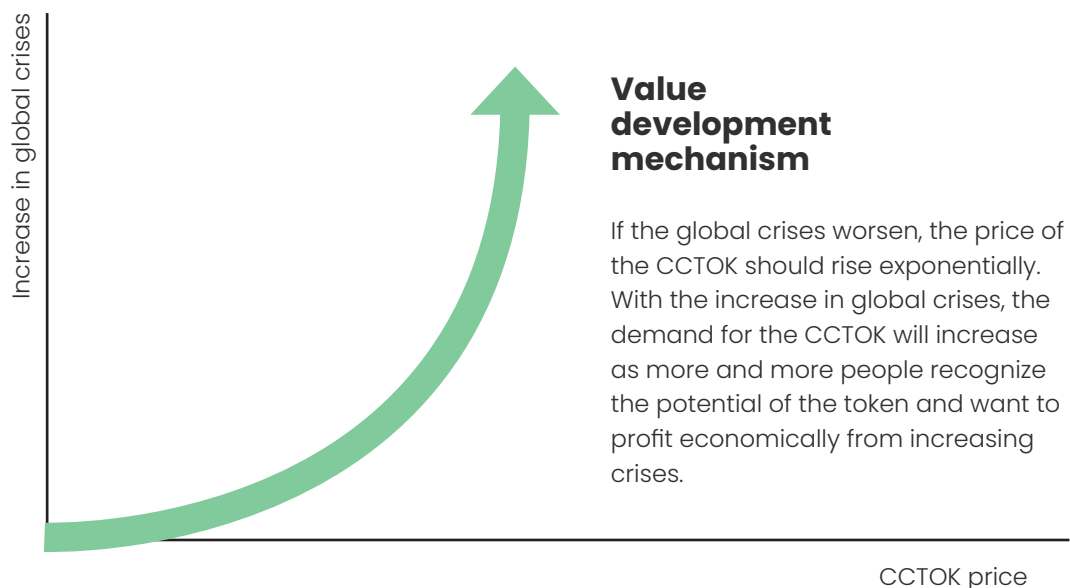 Increase in global crises
Value
development
mechanism
If the global crises worsen, the price of
the CCTOK should rise exponentially.
With the increase in global crises, the
demand for the CCTOK will increase
as more and more people recognize
the potential of the token and want to
profit economically from increasing
crises.
CCTOK price